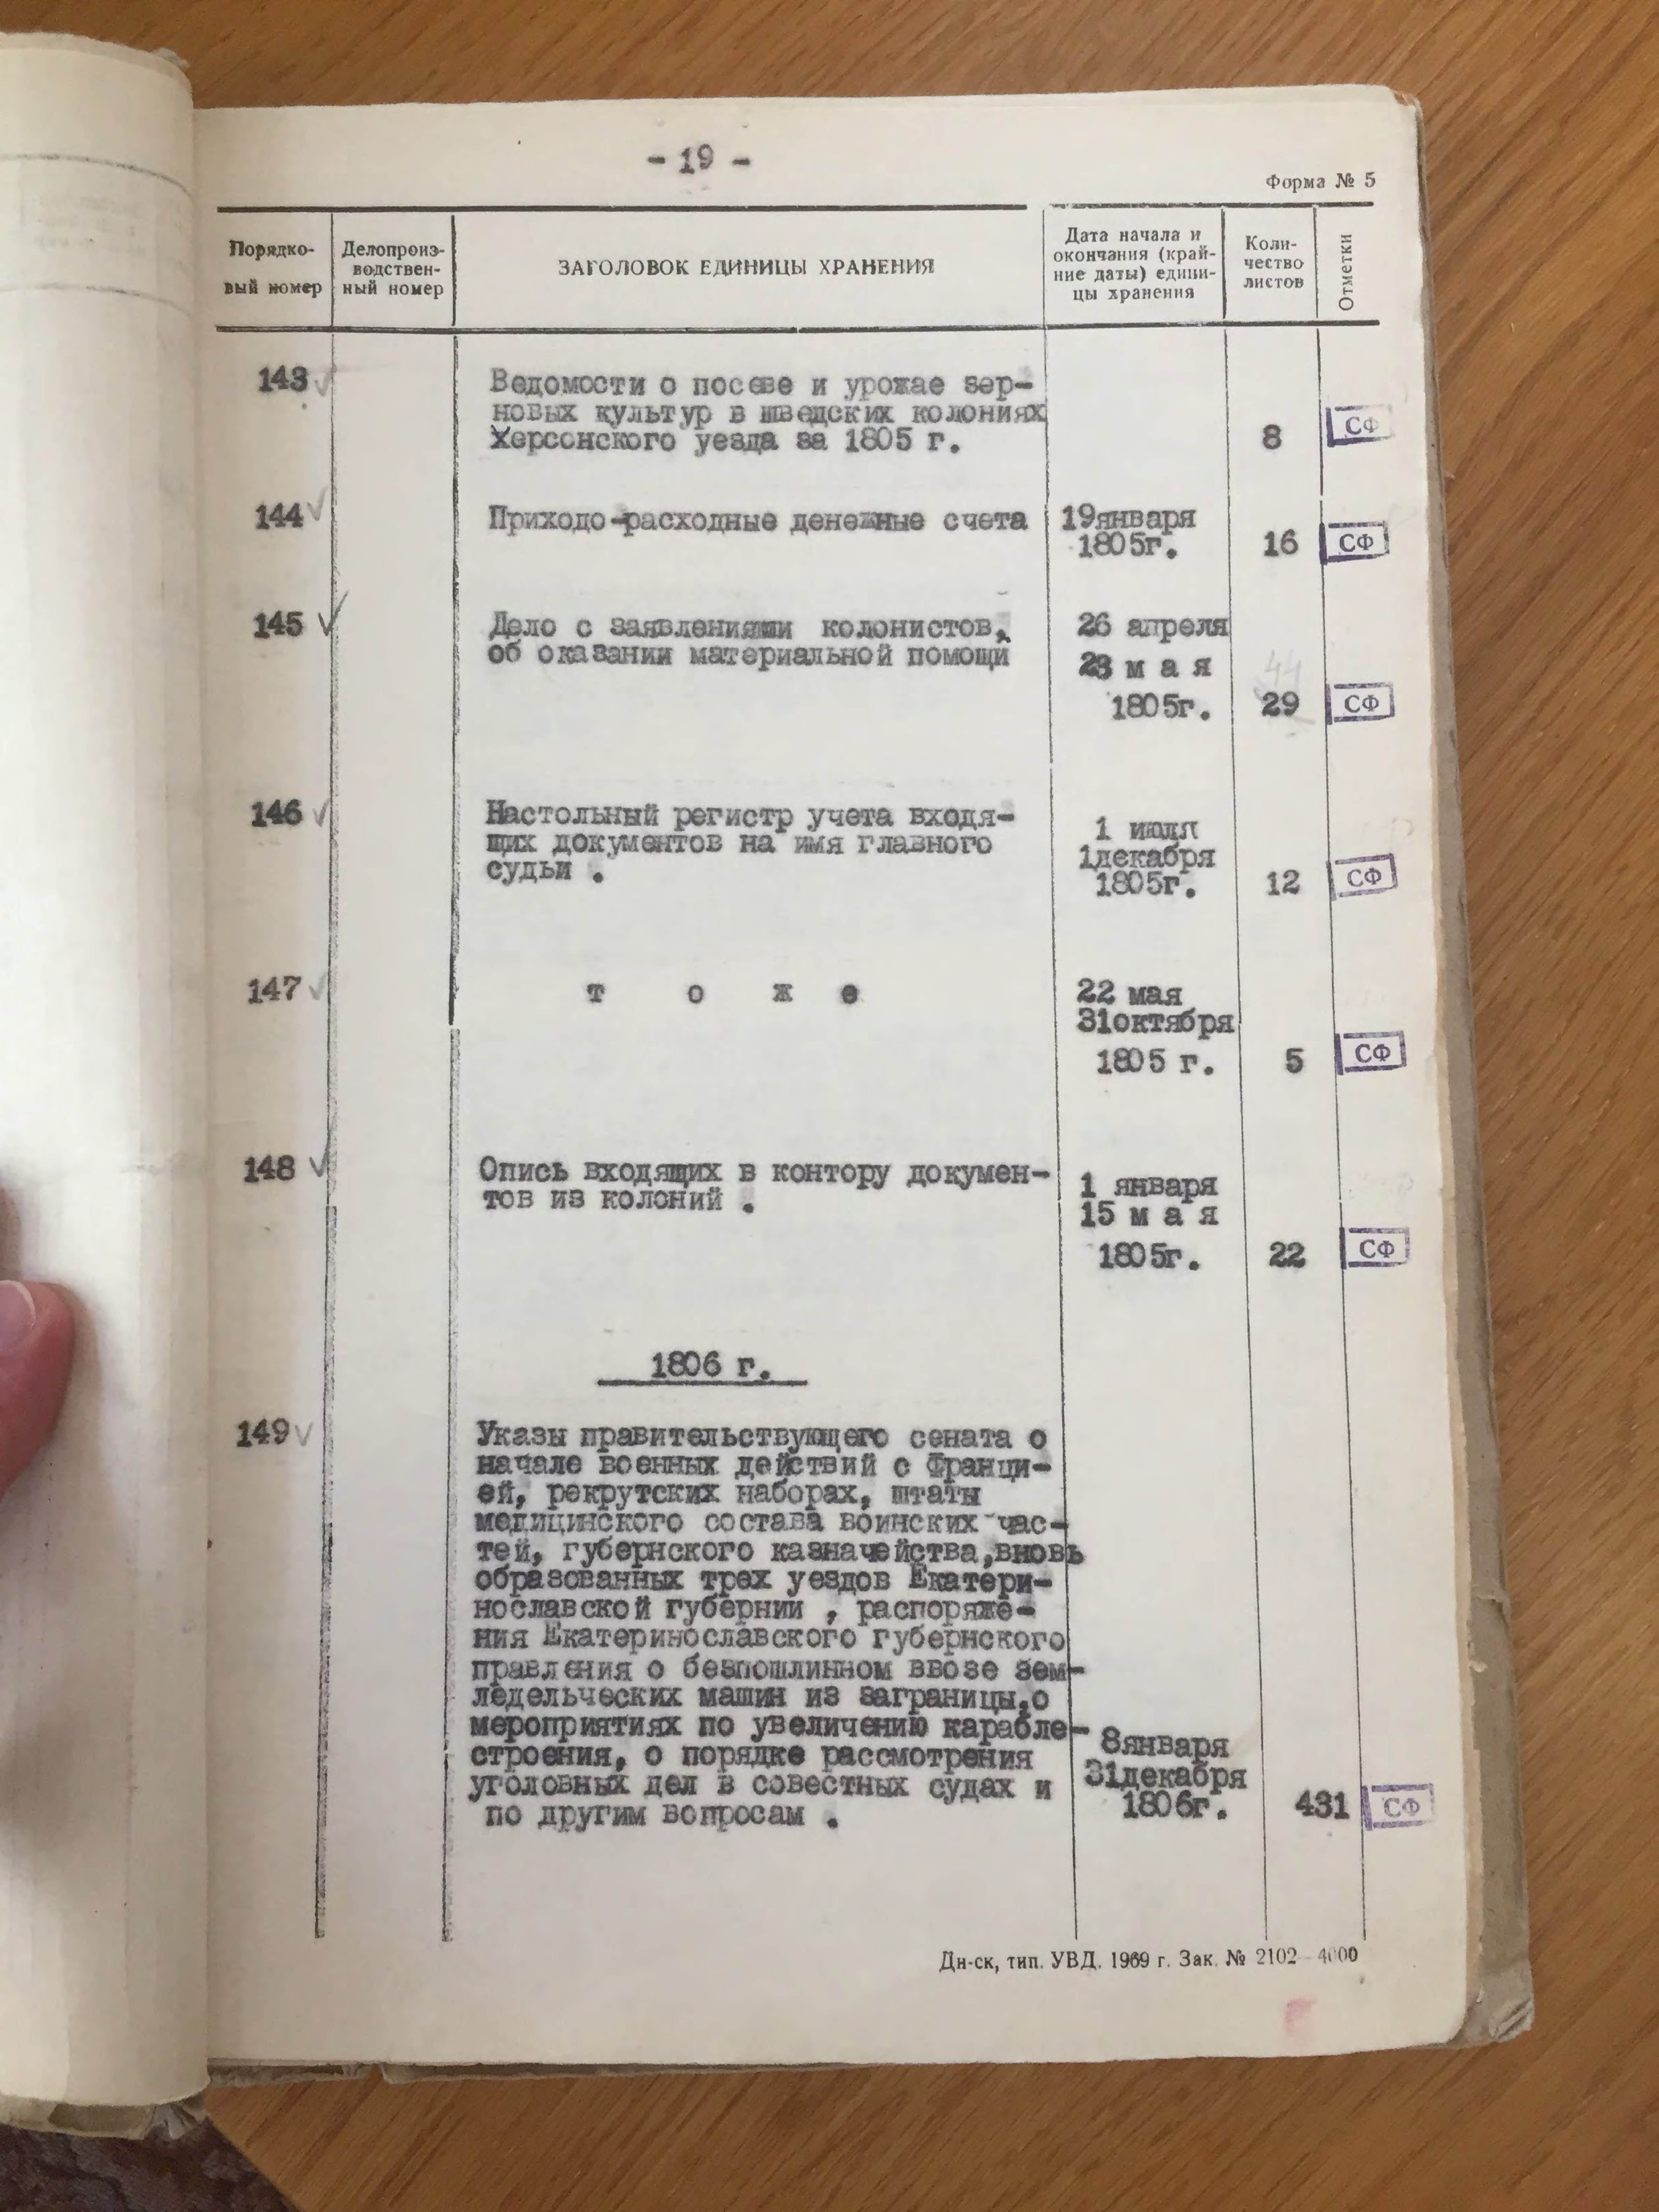 - 19 -
Форма № 5
Порядко-
вый номер
Делопроиз-
водствен-
ный номер
ЗАГОЛОВОК ЕДИНИЦЫ ХРАНЕНИЯ
Дата начала и
окончания (край-
ние даты) едини-
цы хранения
Коли-
чество
листов
Отметки
143
Ведомости о посеве и урожае зер-
новых культур в шведских колониях
Херсонского уезда за 1805 г.
8
СФ
144
Приходо-расходные денежные счета
19января
1805г.
16
СФ
145
Дело с заявлениями колонистов,
об оказании материальной помощи
26 апреля
23 м а я
1805г.
44
29
СФ
146
Настольный регистр учета входя-
щих документов на имя главного
судьи .
1 июля
1декабря
1805г.
12
СФ
147
т о ж е
22 мая
31октября
1805 г.
5
СФ
148
Опись входящих в контору докумен-
тов из колоний .
1 января
15 м а я
1805г.
22
СФ
1806 г.
149
Указы правительствующего сената о
начале военных действий с Франци-
ей, рекрутских наборах, штаты
медицинского состава воинских час-
тей, губернского казначейства,вновь
образованных трех уездов Екатери-
нославской губернии , распоряже-
ния Екатеринославского губернского
правления о безпошлинном ввозе зем-
ледельческих машин из заграницы,о
мероприятиях по увеличению карабле-
строения, о порядке рассмотрения
уголовных дел в совестных судах и
по другим вопросам .
8января
31декабря
1806г.
431
СФ
Дн-ск, тип. УВД. 1969 г. Зак. № 2102—4000